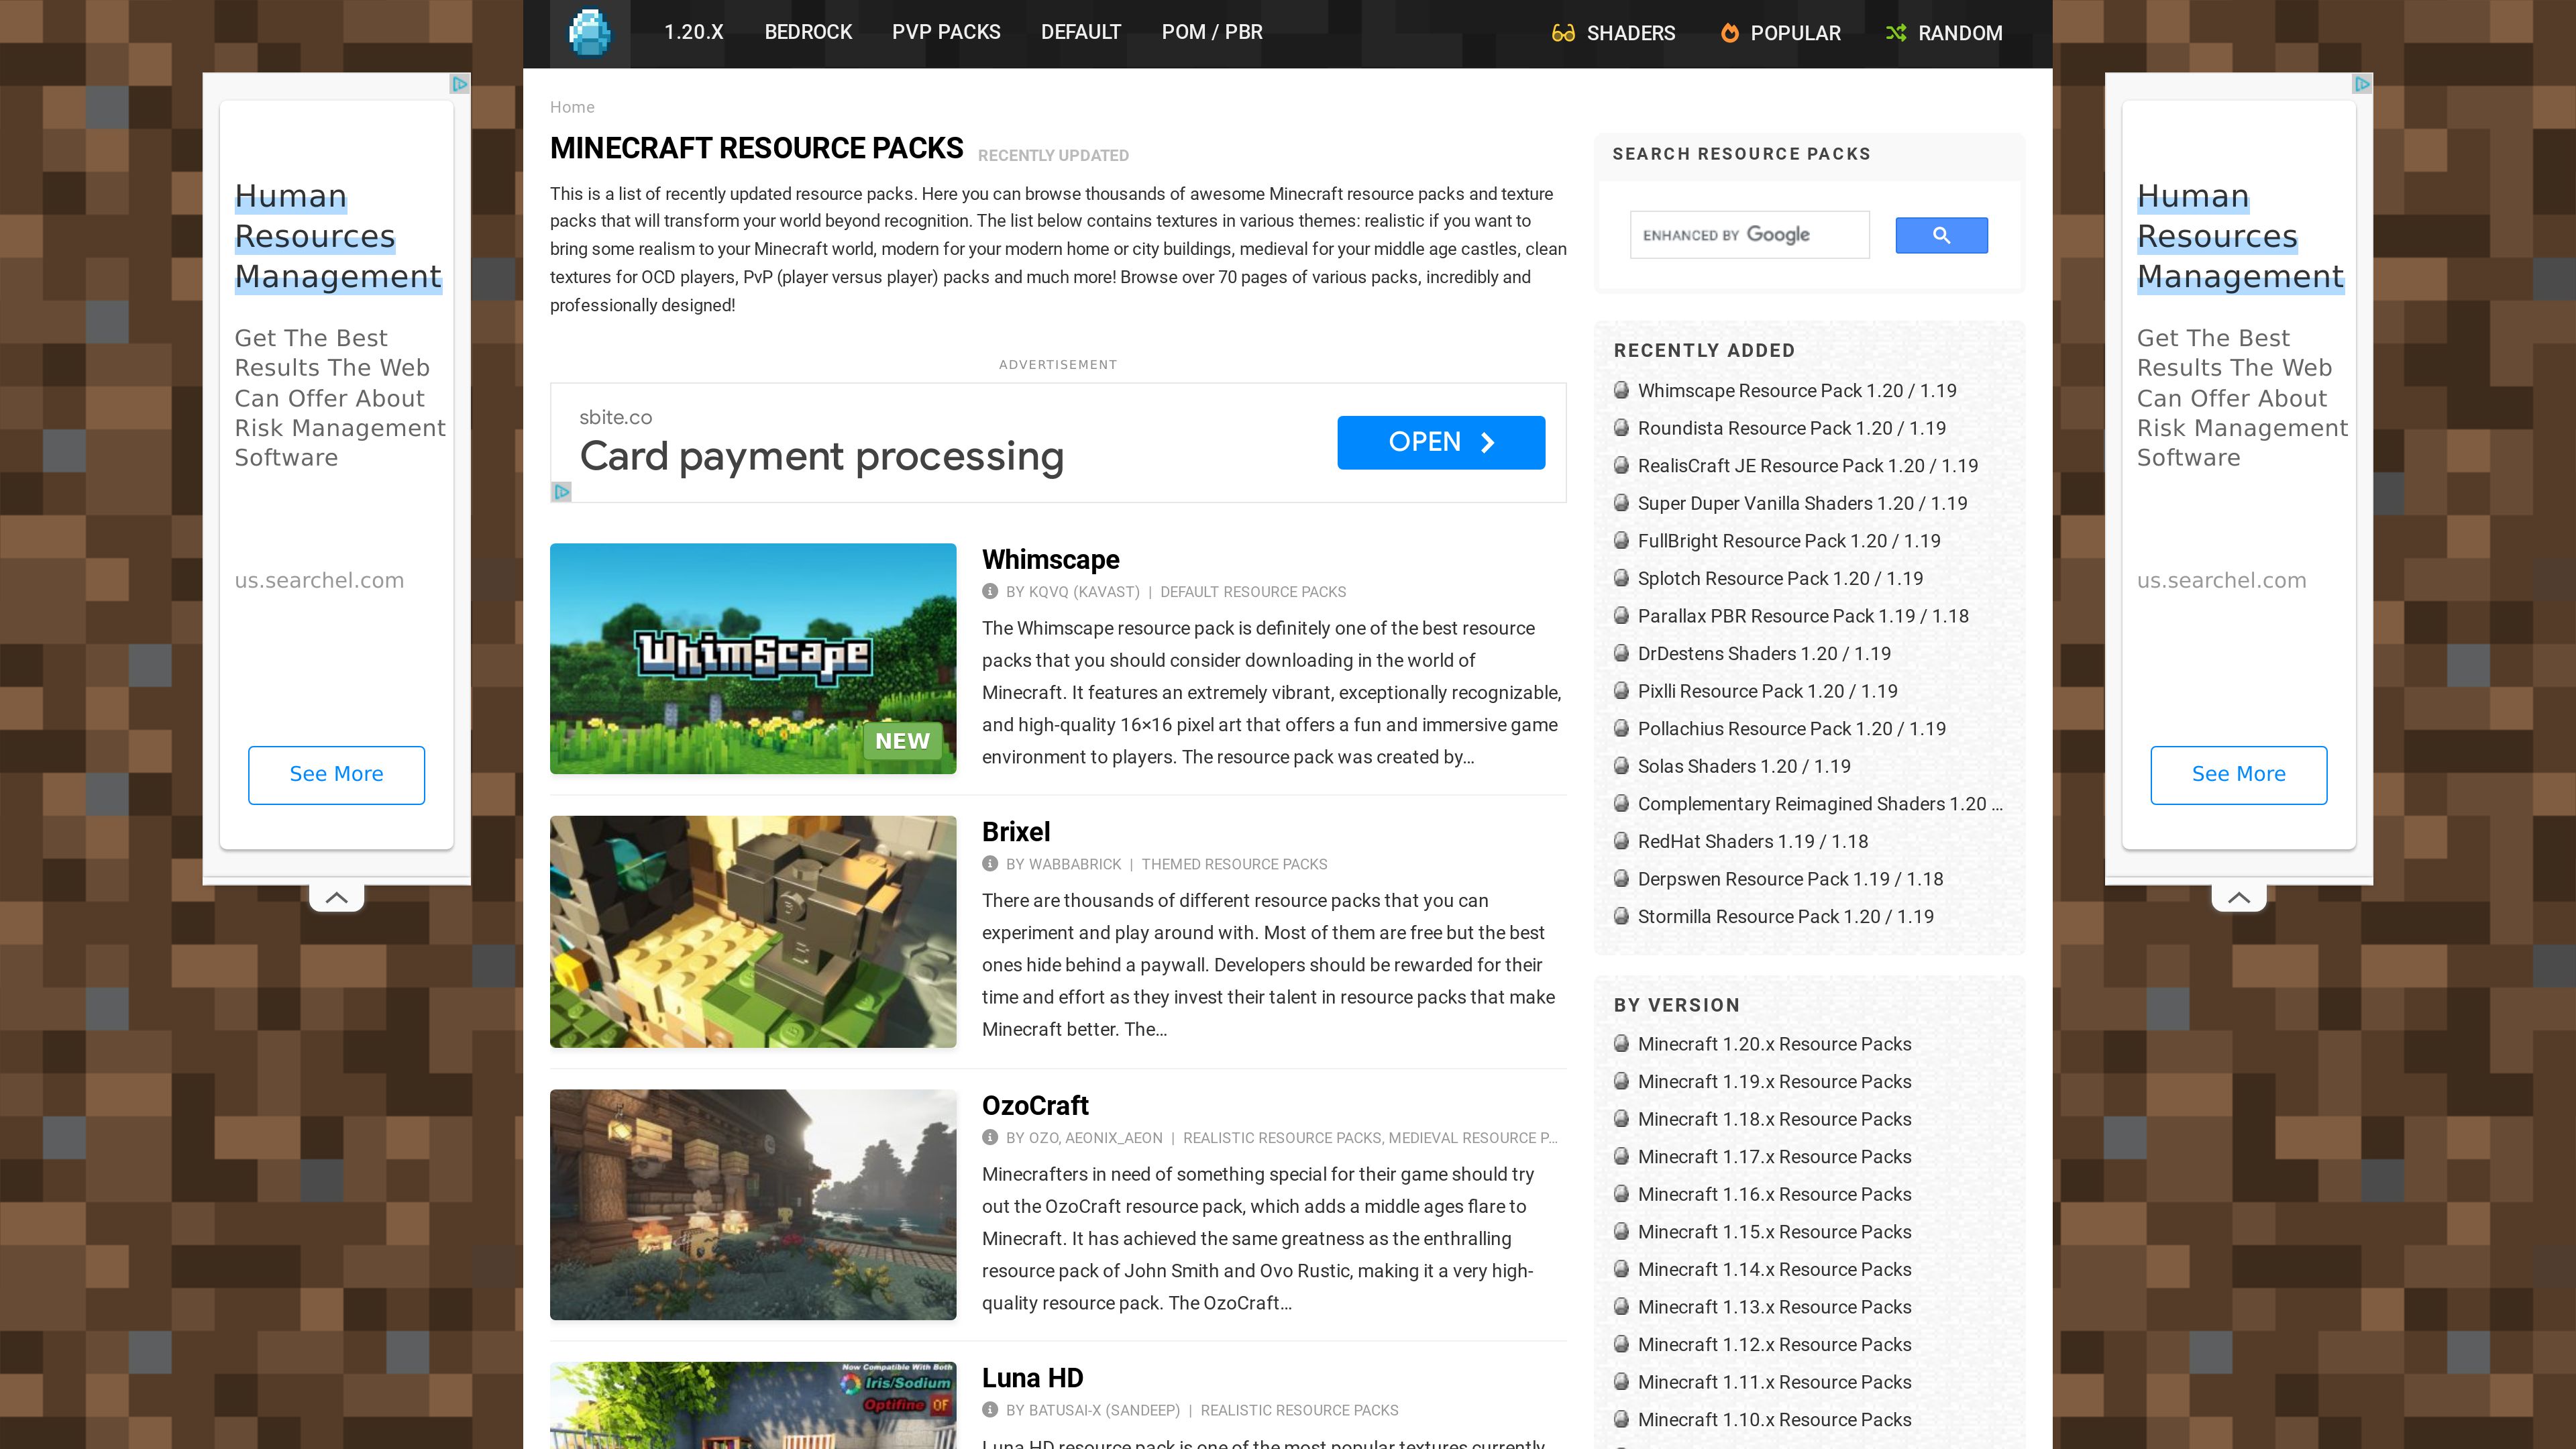 1.20.X
BEDROCK
PVP PACKS
DEFAULT
POM / PBR
SHADERS
POPULAR
RANDOM
Human
Resources
Management
Get The Best
Results The Web
Can Offer About
Risk Management
Software
us.searchel.com
See More
Home
MINECRAFT RESOURCE PACKS RECENTLY UPDATED
This is a list of recently updated resource packs. Here you can browse thousands of awesome Minecraft resource packs and texture
packs that will transform your world beyond recognition. The list below contains textures in various themes: realistic if you want to
bring some realism to your Minecraft world, modern for your modern home or city buildings, medieval for your middle age castles, clean
textures for OCD players, PvP (player versus player) packs and much more! Browse over 70 pages of various packs, incredibly and
professionally designed!
ADVERTISEMENT
sbite.co
Card payment processing
OPEN
WhimScape
NEW
Whimscape
BY KQVQ (KAVAST) | DEFAULT RESOURCE PACKS
The Whimscape resource pack is definitely one of the best resource
packs that you should consider downloading in the world of
Minecraft. It features an extremely vibrant, exceptionally recognizable,
and high-quality 16×16 pixel art that offers a fun and immersive game
environment to players. The resource pack was created by...
Brixel
BY WABBABRICK | THEMED RESOURCE PACKS
There are thousands of different resource packs that you can
experiment and play around with. Most of them are free but the best
ones hide behind a paywall. Developers should be rewarded for their
time and effort as they invest their talent in resource packs that make
Minecraft better. The...
OzoCraft
BY OZO, AEONIX_AEON | REALISTIC RESOURCE PACKS, MEDIEVAL RESOURCE P...
Minecrafters in need of something special for their game should try
out the OzoCraft resource pack, which adds a middle ages flare to
Minecraft. It has achieved the same greatness as the enthralling
resource pack of John Smith and Ovo Rustic, making it a very high-
quality resource pack. The OzoCraft...
Now Compatible With Both
Iris/Sodium
Optifine OF
Luna HD
BY BATUSAI-X (SANDEEP) | REALISTIC RESOURCE PACKS
Luna HD resource pack is one of the most popular textures currently
SEARCH RESOURCE PACKS
ENHANCED BY Google
RECENTLY ADDED
Whimscape Resource Pack 1.20 / 1.19
Roundista Resource Pack 1.20 / 1.19
RealisCraft JE Resource Pack 1.20 / 1.19
Super Duper Vanilla Shaders 1.20 / 1.19
FullBright Resource Pack 1.20 / 1.19
Splotch Resource Pack 1.20 / 1.19
Parallax PBR Resource Pack 1.19 / 1.18
DrDestens Shaders 1.20 / 1.19
Pixlli Resource Pack 1.20 / 1.19
Pollachius Resource Pack 1.20 / 1.19
Solas Shaders 1.20 / 1.19
Complementary Reimagined Shaders 1.20 ...
RedHat Shaders 1.19 / 1.18
Derpswen Resource Pack 1.19 / 1.18
Stormilla Resource Pack 1.20 / 1.19
BY VERSION
Minecraft 1.20.x Resource Packs
Minecraft 1.19.x Resource Packs
Minecraft 1.18.x Resource Packs
Minecraft 1.17.x Resource Packs
Minecraft 1.16.x Resource Packs
Minecraft 1.15.x Resource Packs
Minecraft 1.14.x Resource Packs
Minecraft 1.13.x Resource Packs
Minecraft 1.12.x Resource Packs
Minecraft 1.11.x Resource Packs
Minecraft 1.10.x Resource Packs
Human
Resources
Management
Get The Best
Results The Web
Can Offer About
Risk Management
Software
us.searchel.com
See More